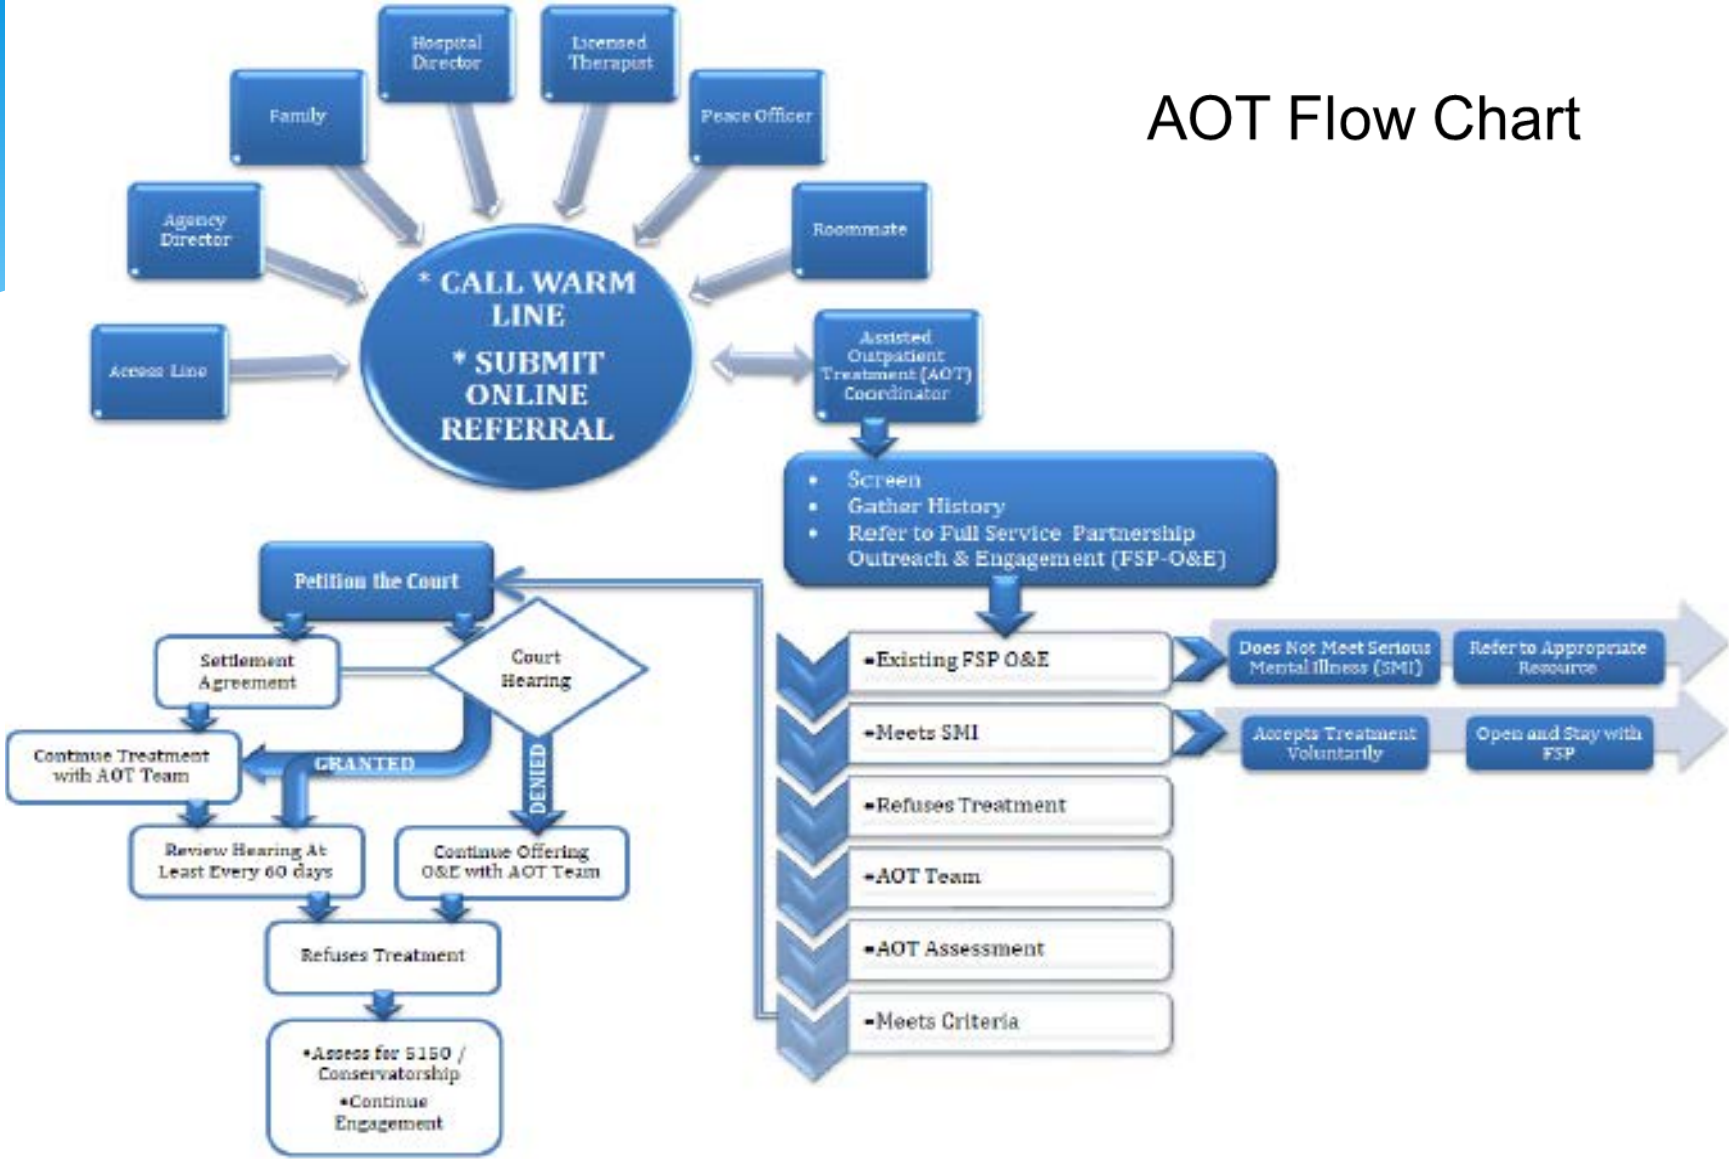 AOT Flow Chart
Hospital
Director
Licensed
Therapist
Family
Peace Officer
Agency
Director
Roommate
Access Line
* CALL WARM
LINE
* SUBMIT
ONLINE
REFERRAL
Assisted
Outpatient
Treatment (AOT)
Coordinator
• Screen
• Gather History
• Refer to Full Service Partnership
Outreach & Engagement (FSP-O&E)
Petition the Court
Settlement
Agreement
Court
Hearing
Continue Treatment
with AOT Team
GRANTED
DENIED
Review Hearing At
Least Every 60 days
Continue Offering
O&E with AOT Team
Refuses Treatment
•Assess for 5150 /
Conservatorship
•Continue
Engagement
•Existing FSP O&E
Does Not Meet Serious
Mental Illness (SMI)
Refer to Appropriate
Resource
•Meets SMI
Accepts Treatment
Voluntarily
Open and Stay with
FSP
•Refuses Treatment
•AOT Team
•AOT Assessment
•Meets Criteria